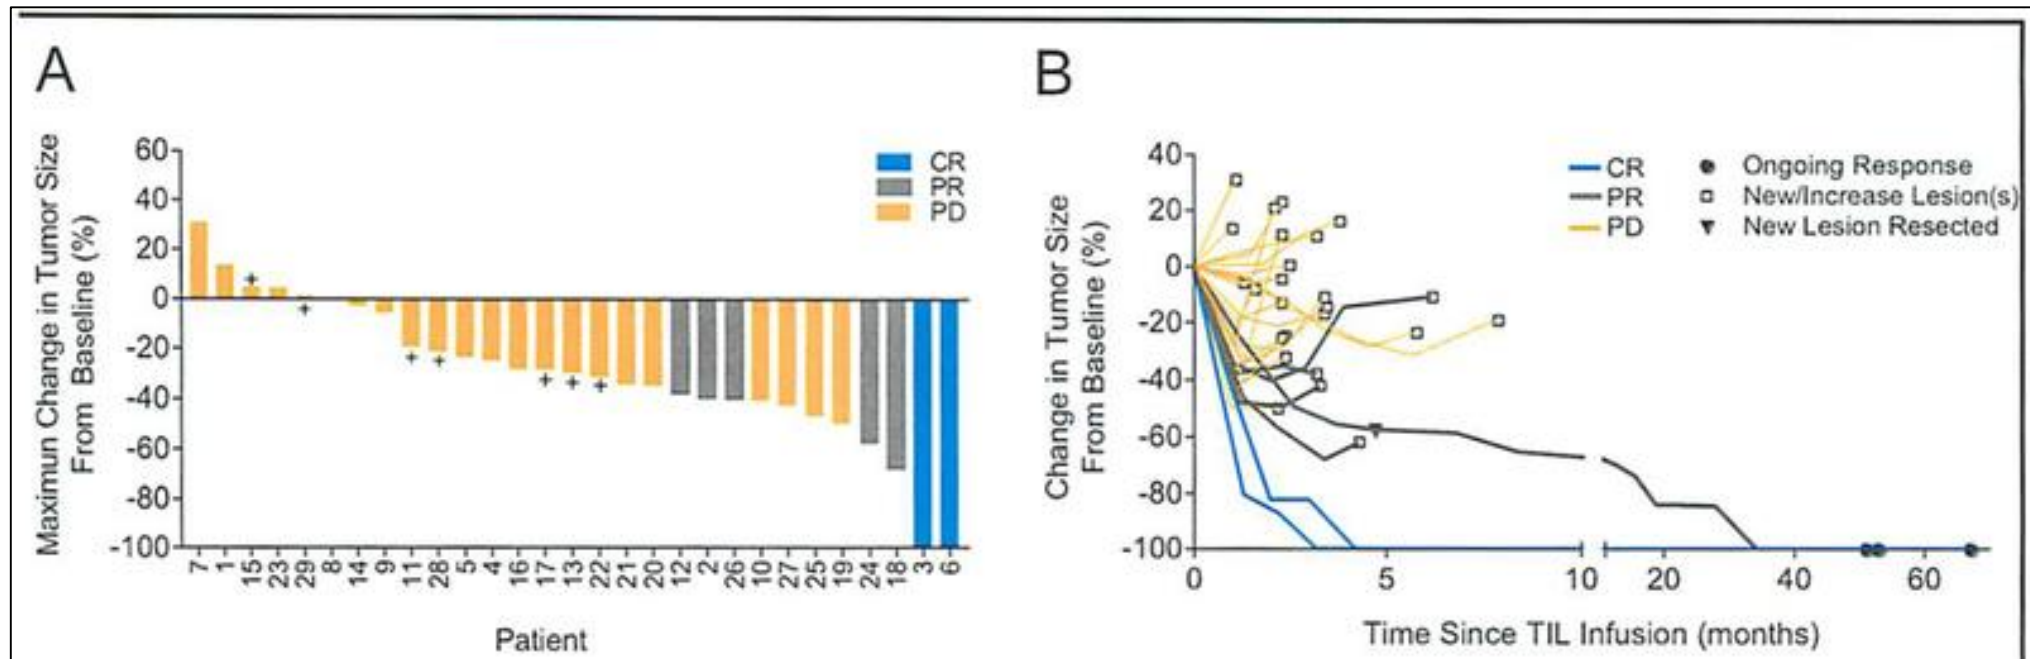 A
Maximun Change in Tumor Size
From Baseline (%)
60
40
20
0
-20
-40
-60
-80
-100
CR
PR
PD
+
+
+ +
+ + +
7 1 15 23 29 8 14 9 11 28 5 4 16 17 13 22 21 20 12 2 26 10 27 25 19 24 18 3 6
Patient
B
Change in Tumor Size
From Baseline (%)
40
20
0
-20
-40
-60
-80
-100
CR
PR
PD
Ongoing Response
New/Increase Lesion(s)
New Lesion Resected
0 5 10 20 40 60
Time Since TIL Infusion (months)